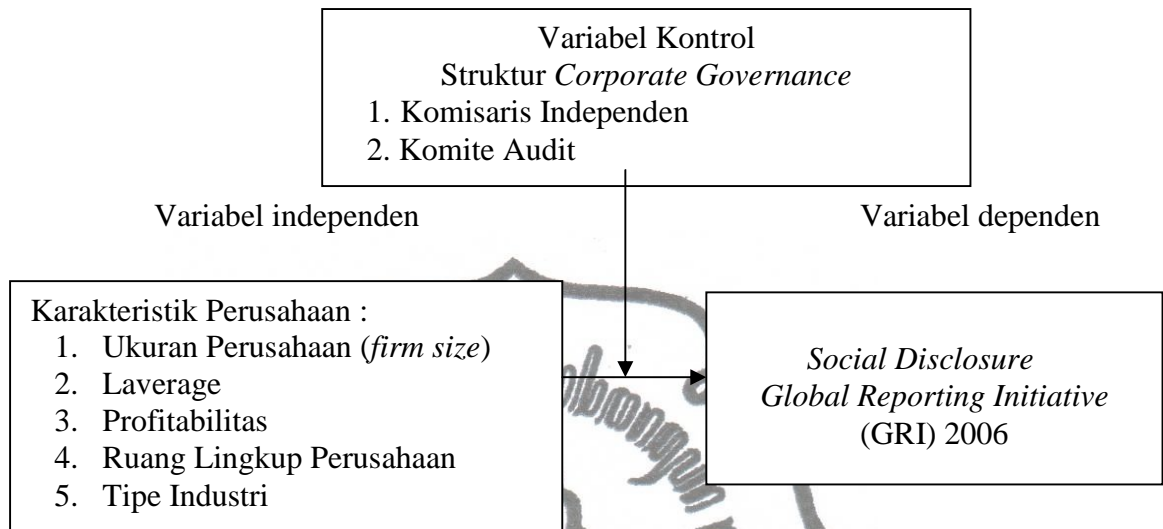 Variabel Kontrol
Struktur Corporate Governance
1. Komisaris Independen
2. Komite Audit
Variabel independen
Variabel dependen
Karakteristik Perusahaan :
1. Ukuran Perusahaan (firm size)
2. Laverage
3. Profitabilitas
4. Ruang Lingkup Perusahaan
5. Tipe Industri
Social Disclosure
Global Reporting Initiative
(GRI) 2006